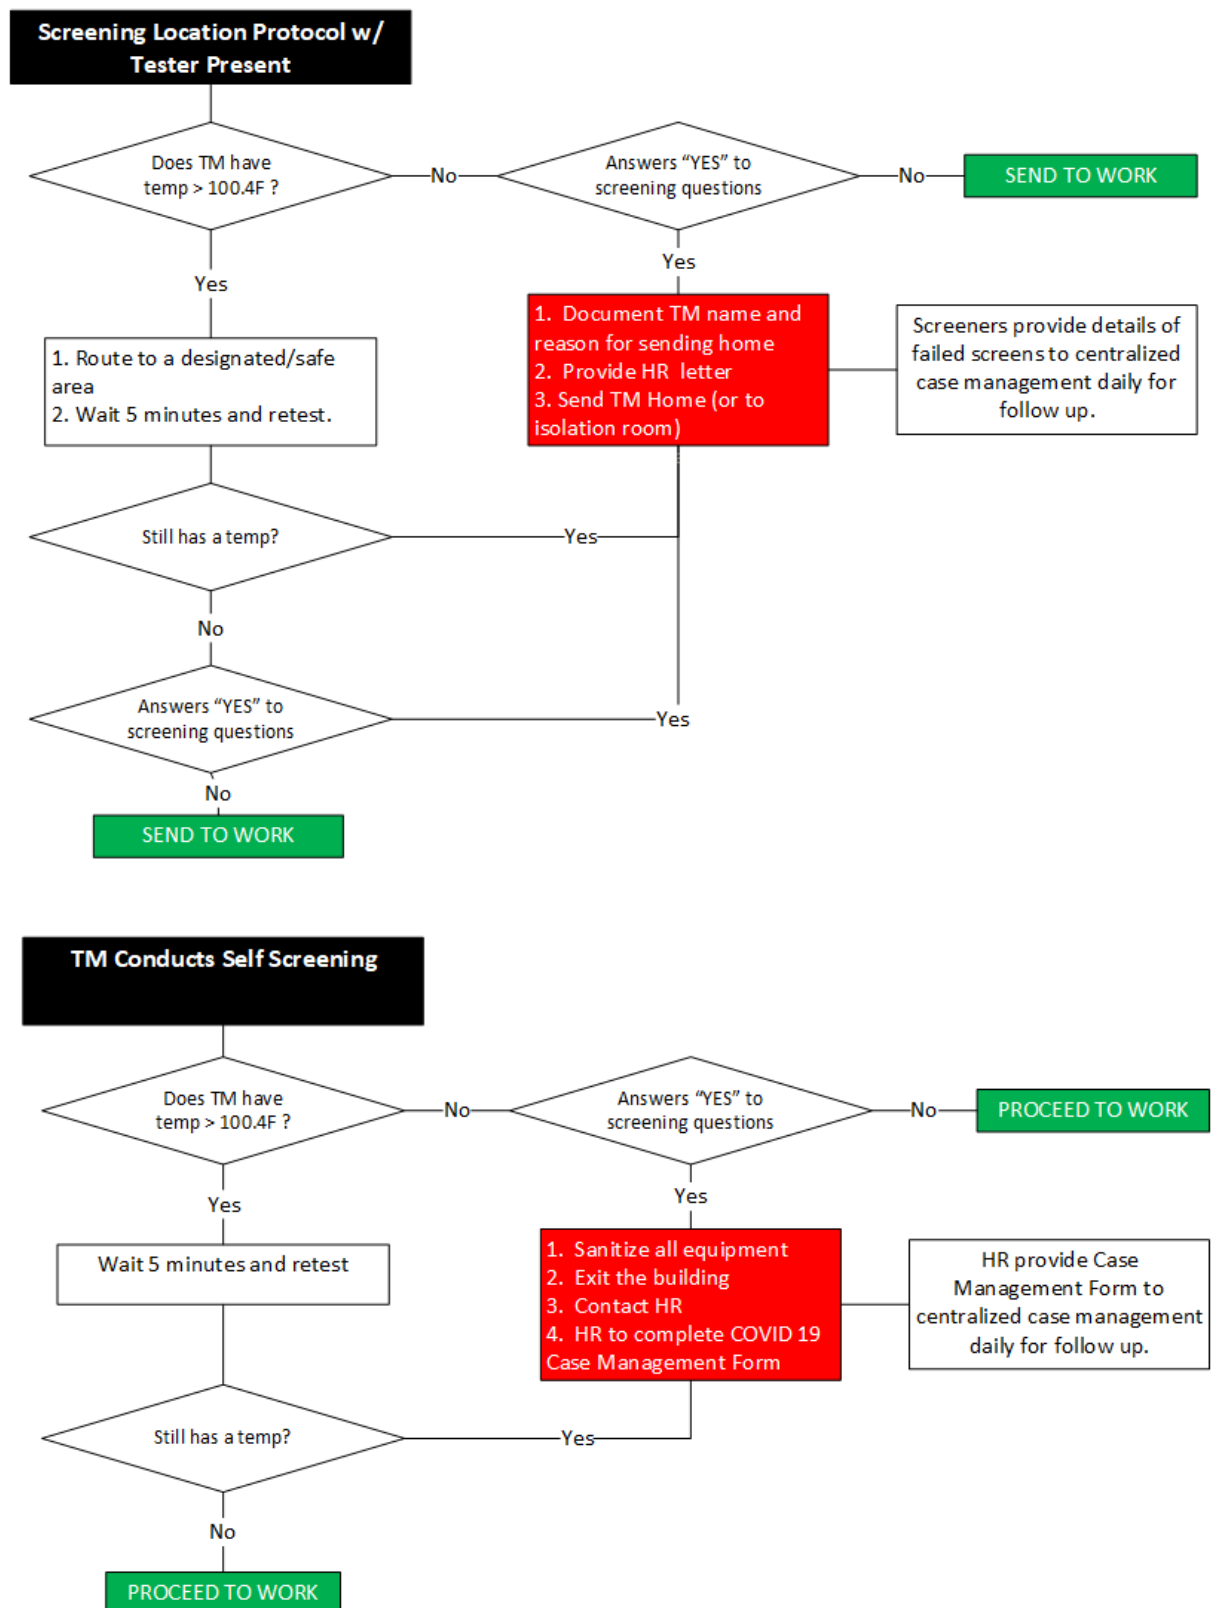 Screening Location Protocol w/
Tester Present
Does TM have
temp > 100.4F ?
No
Answers “YES” to
screening questions
No
SEND TO WORK
Yes
Yes
1. Route to a designated/safe
area
2. Wait 5 minutes and retest.
1. Document TM name and
reason for sending home
2. Provide HR letter
3. Send TM Home (or to
isolation room)
Screeners provide details of
failed screens to centralized
case management daily for
follow up.
Still has a temp?
Yes
No
Answers “YES” to
screening questions
Yes
No
SEND TO WORK
TM Conducts Self Screening
Does TM have
temp > 100.4F ?
No
Answers “YES” to
screening questions
No
PROCEED TO WORK
Yes
Yes
Wait 5 minutes and retest
1. Sanitize all equipment
2. Exit the building
3. Contact HR
4. HR to complete COVID 19
Case Management Form
HR provide Case
Management Form to
centralized case management
daily for follow up.
Still has a temp?
Yes
No
PROCEED TO WORK